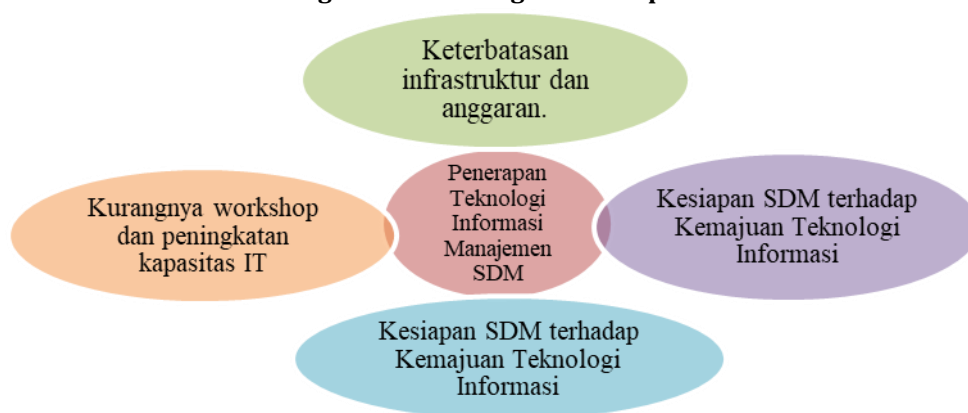 Keterbatasan
infrastruktur dan
anggaran.
Kurangnya workshop
dan peningkatan
kapasitas IT
Penerapan
Teknologi
Informasi
Manajemen
SDM
Kesiapan SDM terhadap
Kemajuan Teknologi
Informasi
Kesiapan SDM terhadap
Kemajuan Teknologi
Informasi